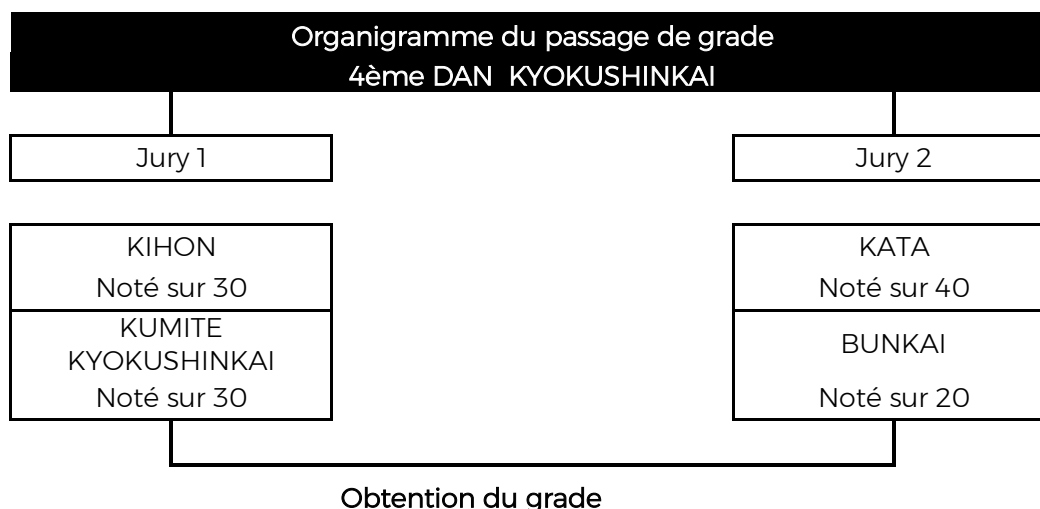 Organigramme du passage de grade
4ème DAN KYOKUSHINKAI
Jury 1
Jury 2
KIHON
Noté sur 30
KUMITE
KYOKUSHINKAI
Noté sur 30
KATA
Noté sur 40
BUNKAI
Noté sur 20
Obtention du grade